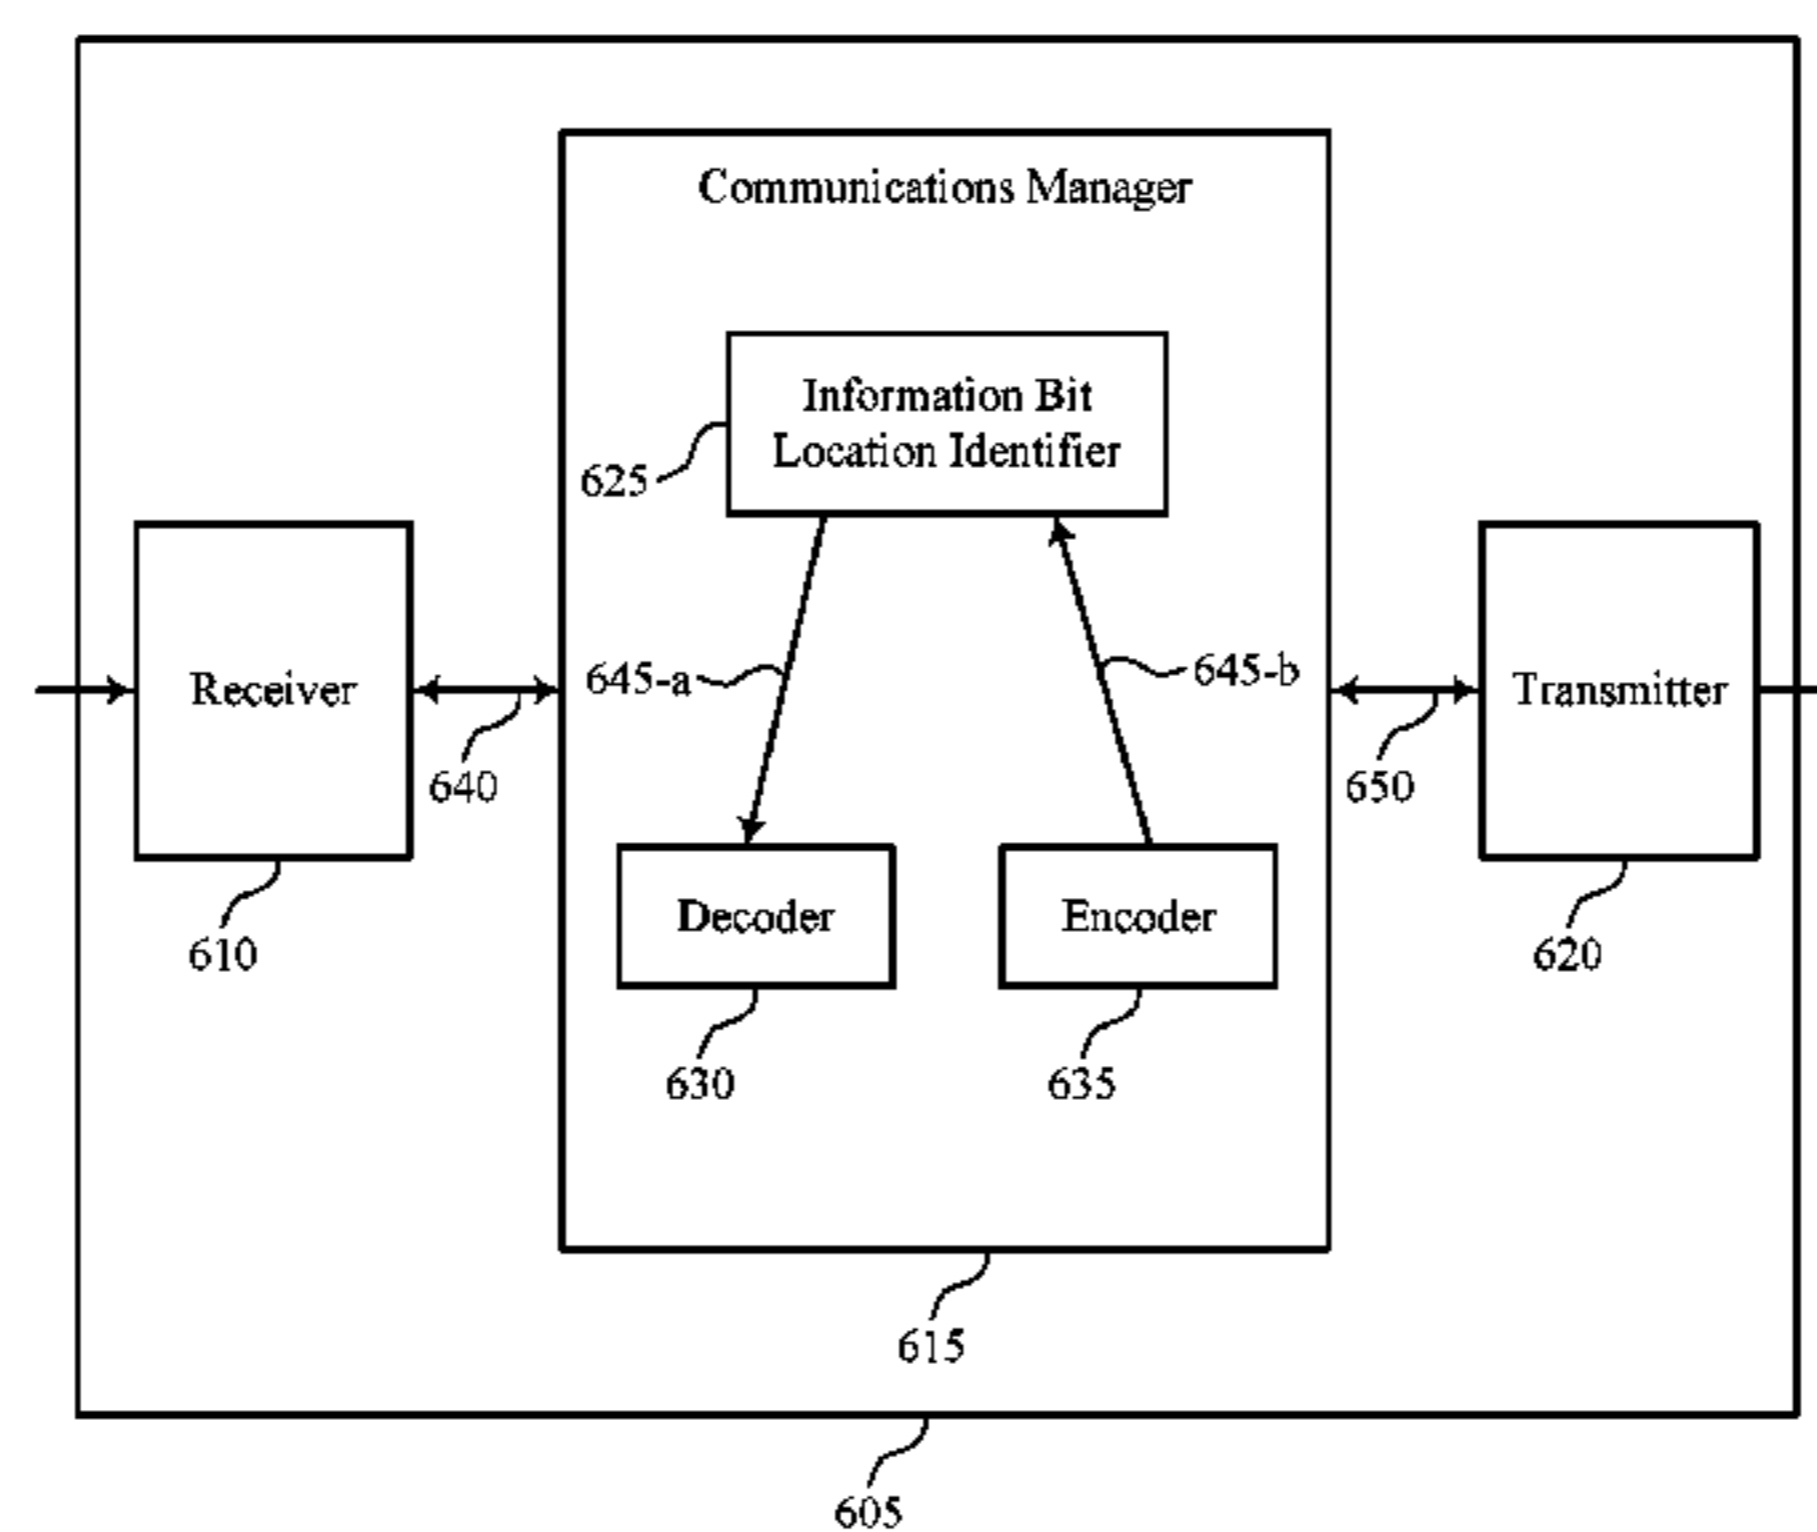 Communications Manager
Information Bit
Location Identifier
625
Receiver
645-a
645-b
Transmitter
640
650
Decoder
Encoder
610
620
630
635
615
605